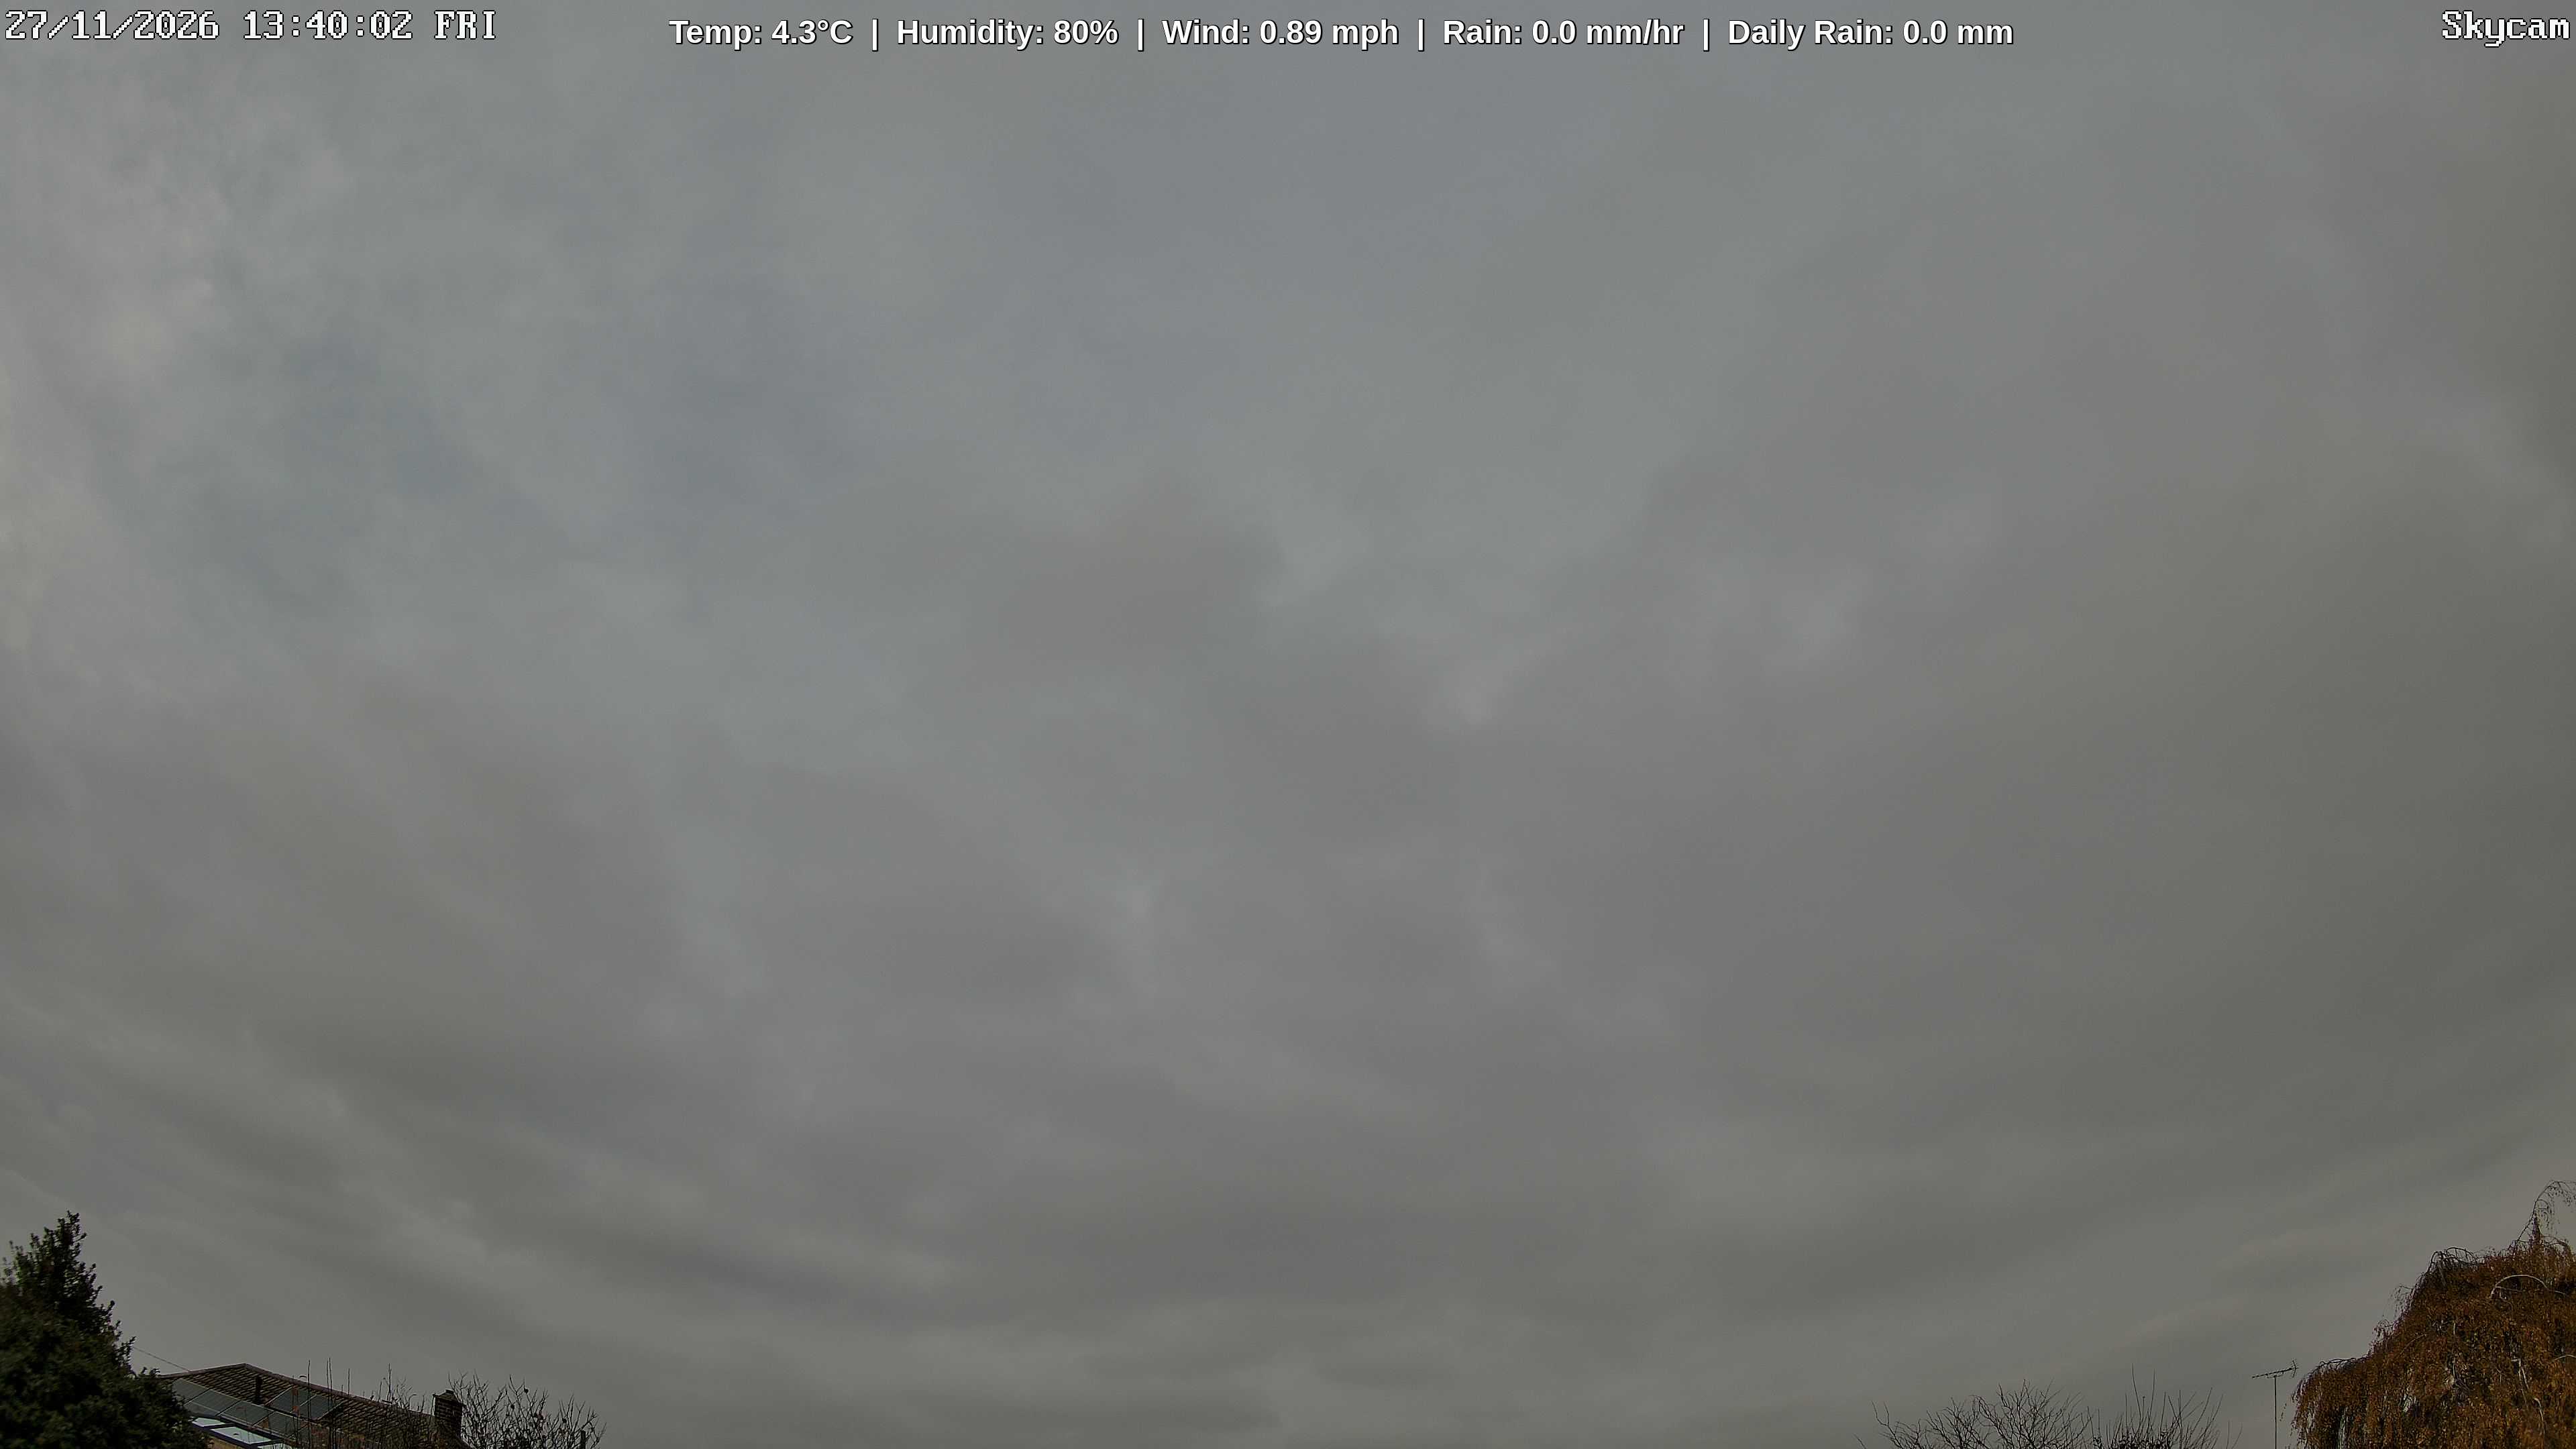 27/11/2026 13:40:02 FRI
Temp: 4.3°C | Humidity: 80% | Wind: 0.89 mph | Rain: 0.0 mm/hr | Daily Rain: 0.0 mm
Skycam